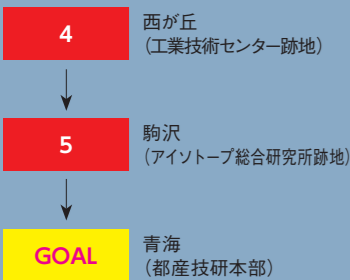 4
西が丘
（工業技術センター跡地）
5
駒沢
（アイソトープ総合研究所跡地）
GOAL
青海
（都産技研本部）